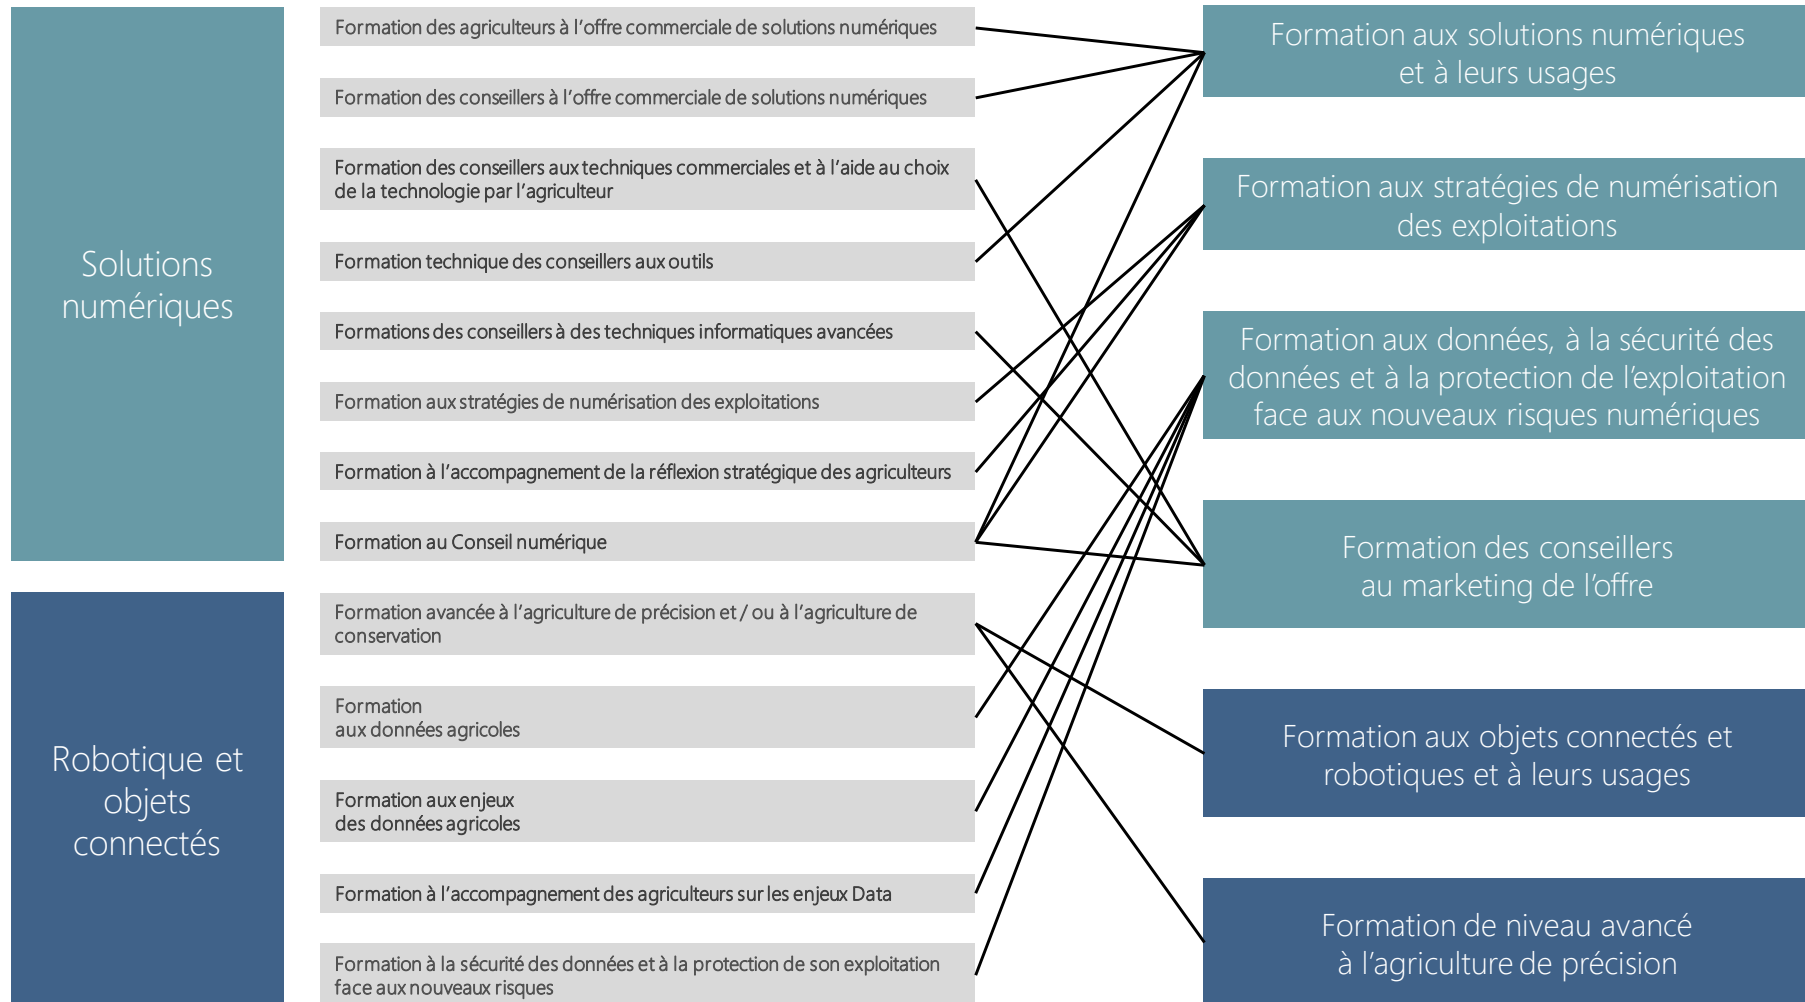 Solutions
numériques
Robotique et
objets
connectés
Formation des agriculteurs à l’offre commerciale de solutions numériques
Formation des conseillers à l’offre commerciale de solutions numériques
Formation des conseillers aux techniques commerciales et à l’aide au choix
de la technologie par l’agriculteur
Formation technique des conseillers aux outils
Formations des conseillers à des techniques informatiques avancées
Formation aux stratégies de numérisation des exploitations
Formation à l’accompagnement de la réflexion stratégique des agriculteurs
Formation au Conseil numérique
Formation avancée à l’agriculture de précision et / ou à l’agriculture de
conservation
Formation
aux données agricoles
Formation aux enjeux
des données agricoles
Formation à l’accompagnement des agriculteurs sur les enjeux Data
Formation à la sécurité des données et à la protection de son exploitation
face aux nouveaux risques
Formation aux solutions numériques
et à leurs usages
Formation aux stratégies de numérisation
des exploitations
Formation aux données, à la sécurité des
données et à la protection de l’exploitation
face aux nouveaux risques numériques
Formation des conseillers
au marketing de l’offre
Formation aux objets connectés et
robotiques et à leurs usages
Formation de niveau avancé
à l’agriculture de précision